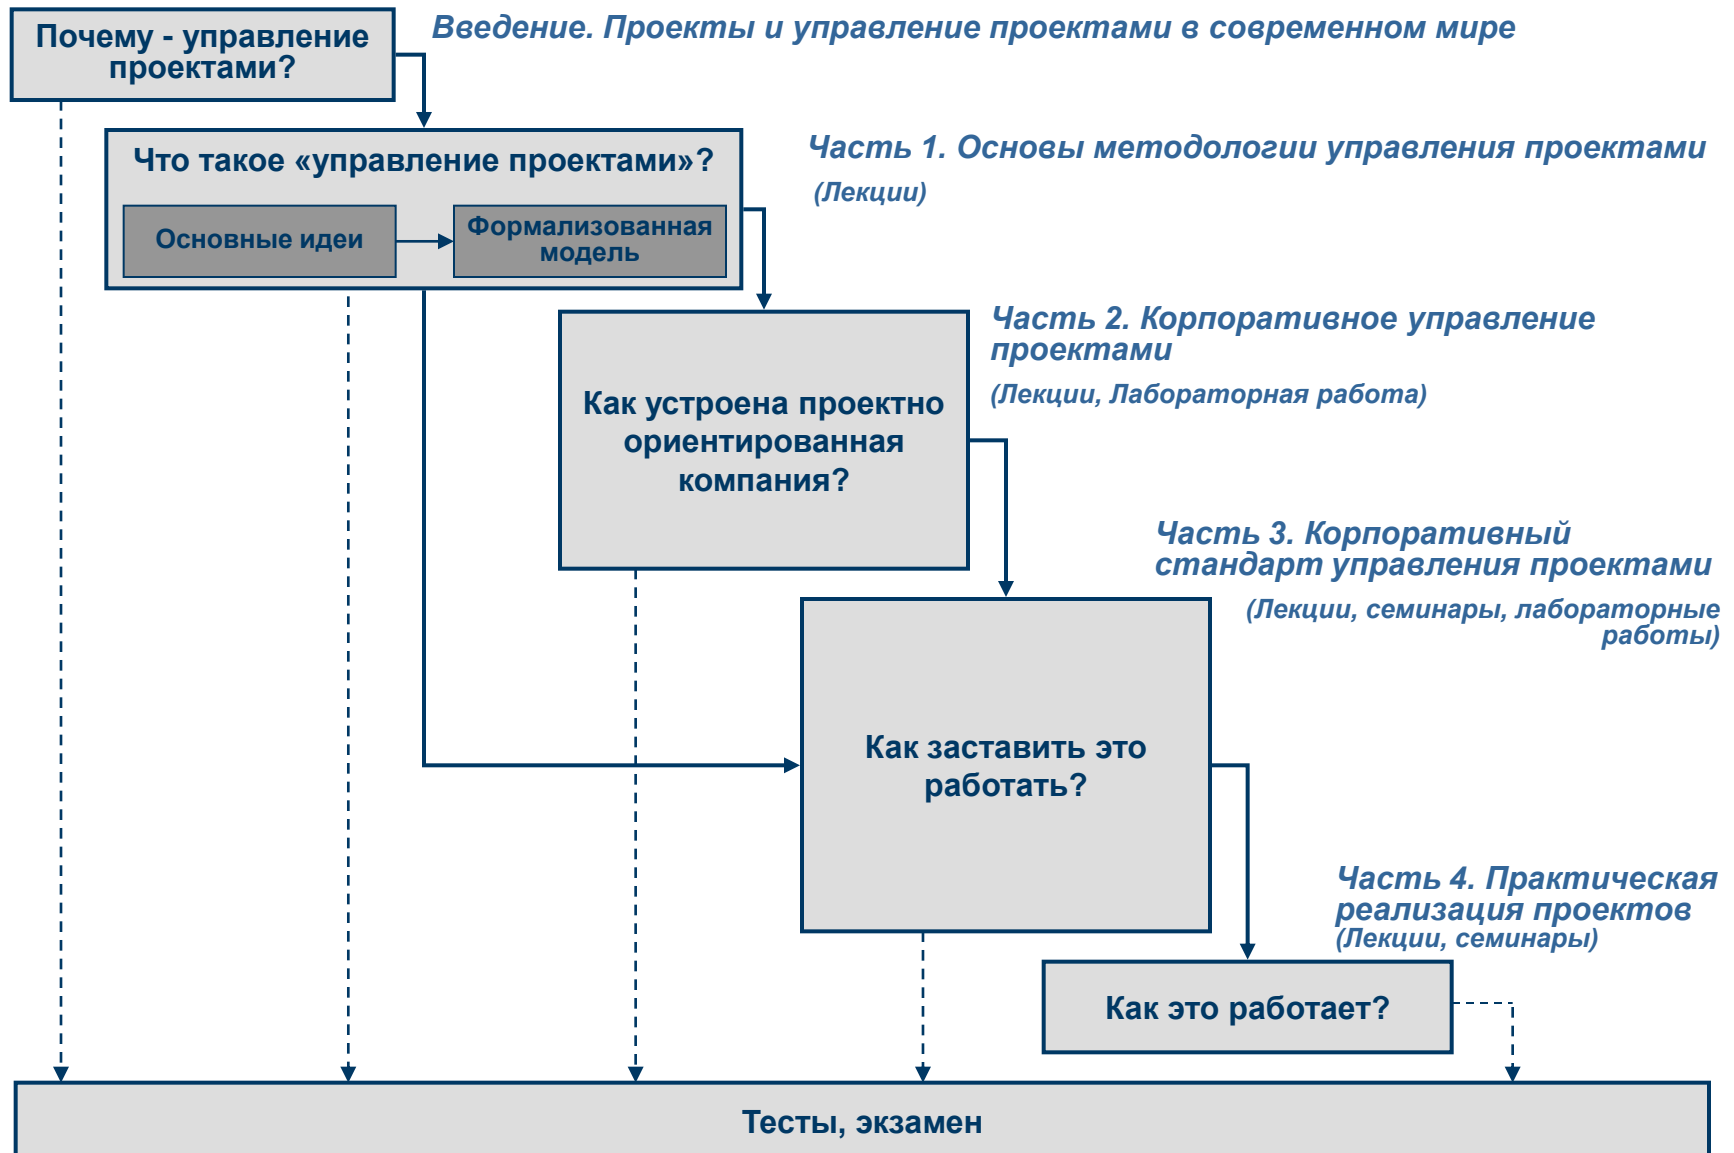 Почему - управление
проектами?
Введение. Проекты и управление проектами в современном мире
Что такое «управление проектами»?
Основные идеи
Формализованная
модель
Часть 1. Основы методологии управления проектами
(Лекции)
Как устроена проектно
ориентированная
компания?
Часть 2. Корпоративное управление
проектами
(Лекции, Лабораторная работа)
Часть 3. Корпоративный
стандарт управления проектами
(Лекции, семинары, лабораторные
работы)
Как заставить это
работать?
Часть 4. Практическая
реализация проектов
(Лекции, семинары)
Как это работает?
Тесты, экзамен